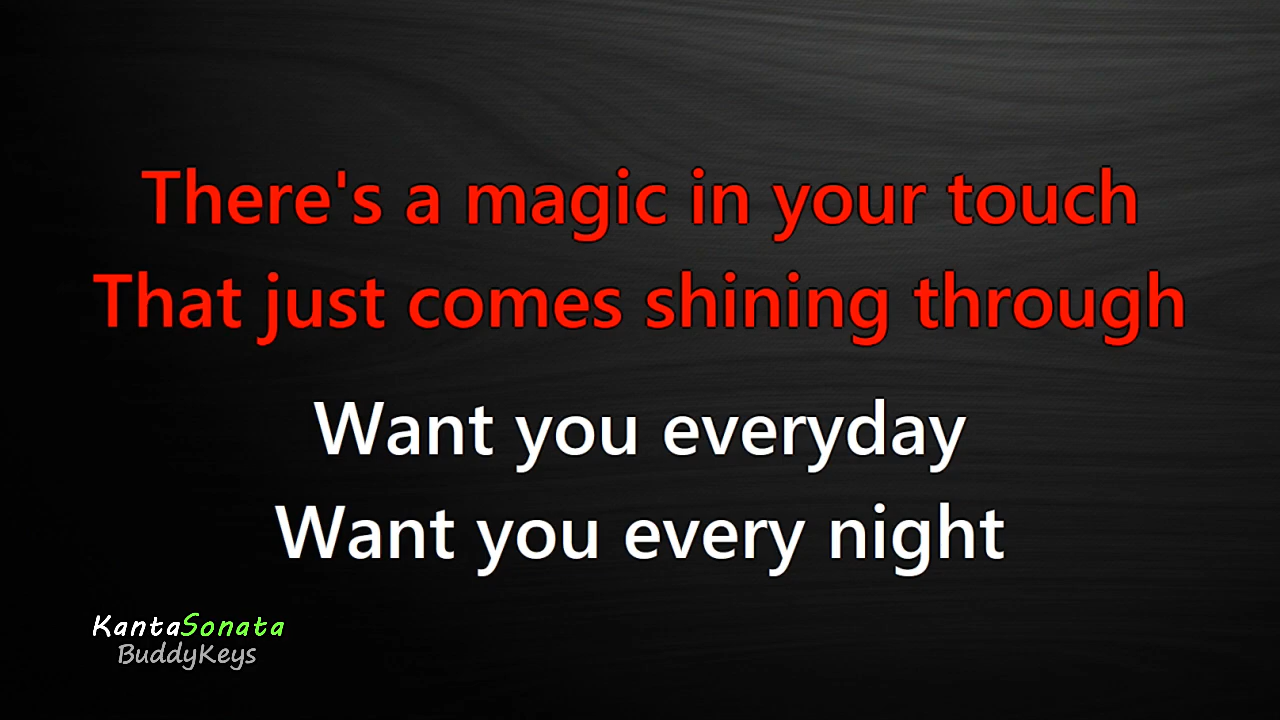 There's a magic in your touch
That just comes shining through
Want you everyday
Want you every night
KantaSonata
BuddyKeys